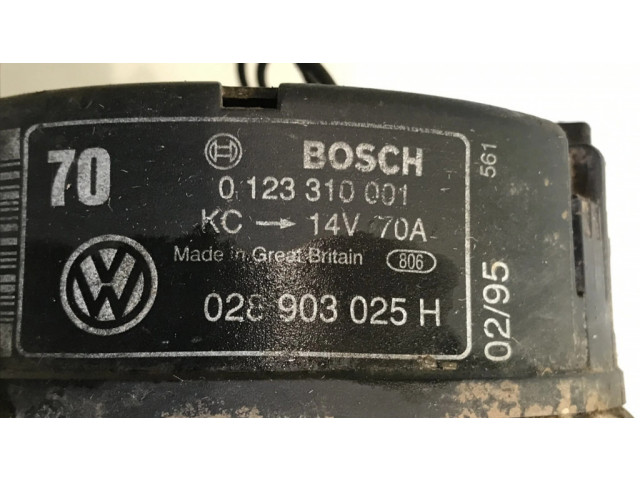 70
BOSCH
0 123 310 001
KC → 14V 70A
Made in Great Britain 806
VW
028 903 025 H
561
02/95